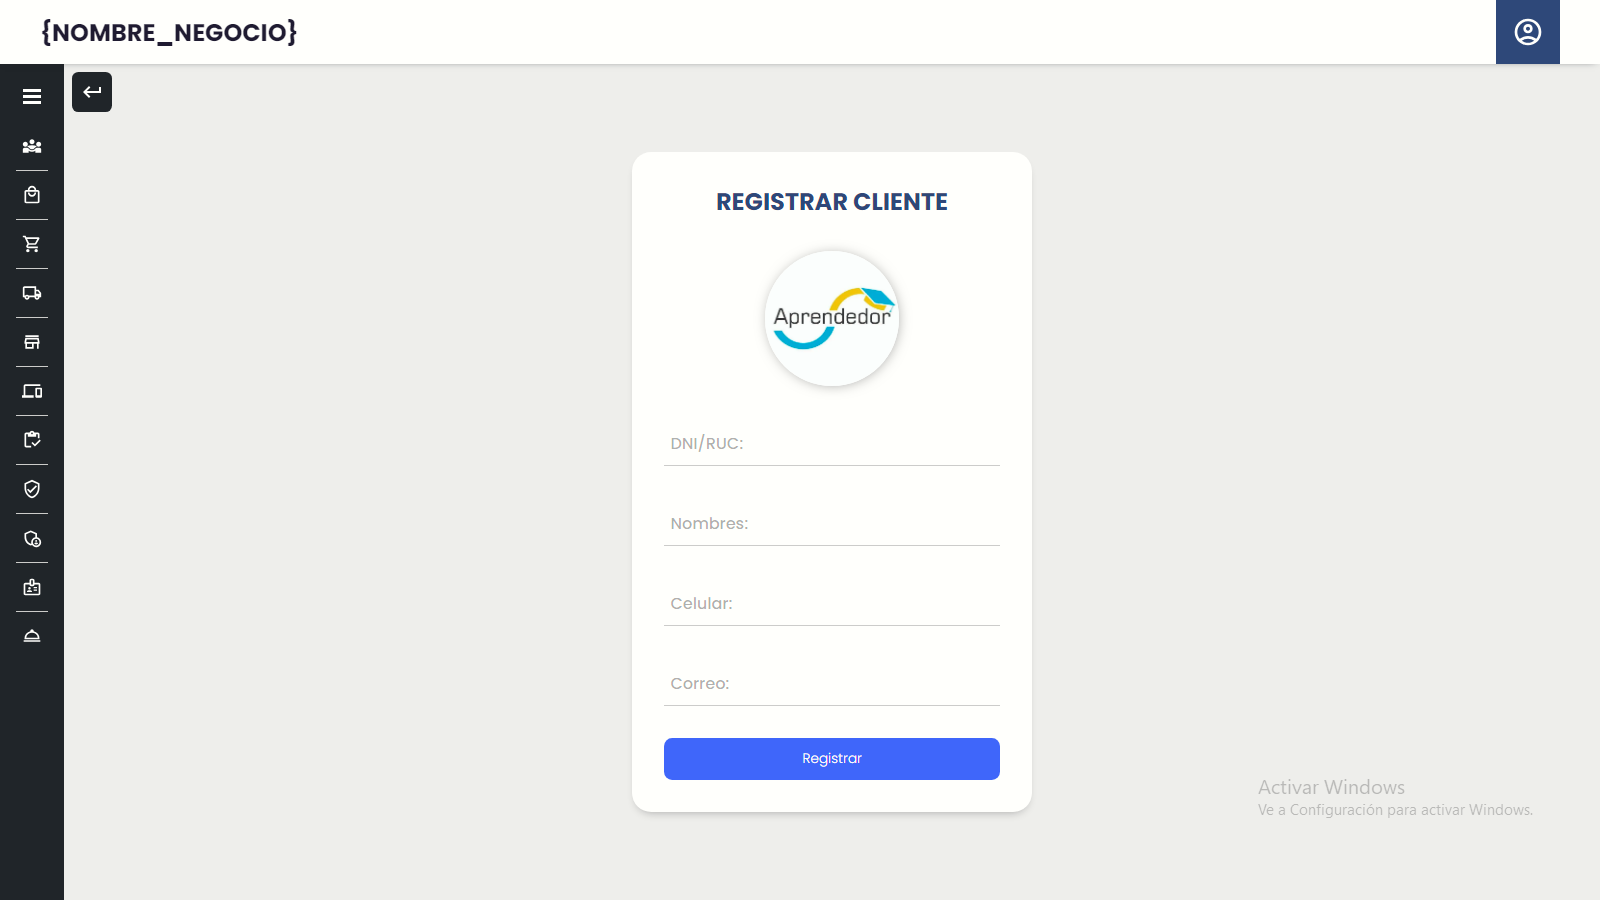 {NOMBRE_NEGOCIO}
REGISTRAR CLIENTE
Aprendedor
DNI/RUC:
Nombres:
Celular:
Correo:
Registrar
Activar Windows
Ve a Configuración para activar Windows.